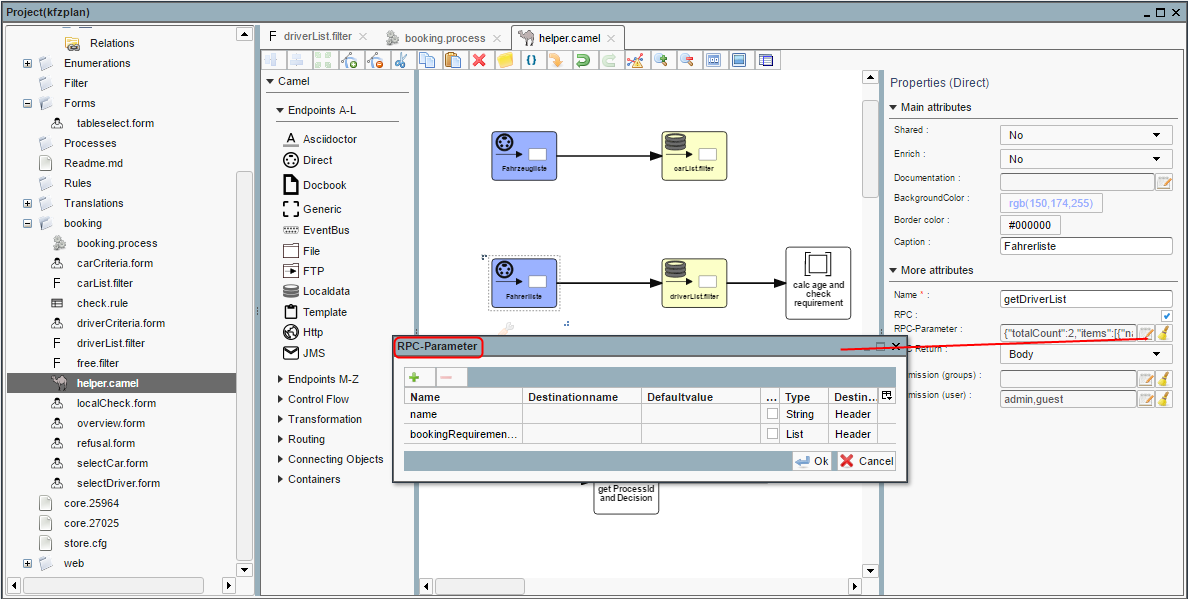 Project(kfzplan)
Relations
Enumerations
Filter
Forms
tableselect.form
Processes
Readme.md
Rules
Translations
booking
booking.process
carCriteria.form
carList.filter
check.rule
driverCriteria.form
driverList.filter
free.filter
helper.camel
localCheck.form
overview.form
refusal.form
selectCar.form
selectDriver.form
core.25964
core.27025
store.cfg
web
driverList.filter
booking.process
helper.camel
Camel
Endpoints A-L
Asciidoctor
Direct
Docbook
Generic
EventBus
File
FTP
Localdata
Template
Http
JMS
Endpoints M-Z
Control Flow
Transformation
Routing
Connecting Objects
Containers
Fahrzeugliste
carList.filter
Fahrerliste
driverList.filter
calc age and
check
requirement
get ProcessId
and Decision
RPC-Parameter
Name Destinationname Defaultvalue ... Type Destin...
name String Header
bookingRequiremen... List Header
Ok Cancel
Properties (Direct)
Main attributes
Shared : No
Enrich : No
Documentation :
BackgroundColor : rgb(150,174,255)
Border color : #000000
Caption : Fahrerliste
More attributes
Name * : getDriverList
RPC :
RPC-Parameter : {"totalCount":2,"items":[{"n
Return : Body
mission (groups) :
mission (user) : admin,guest